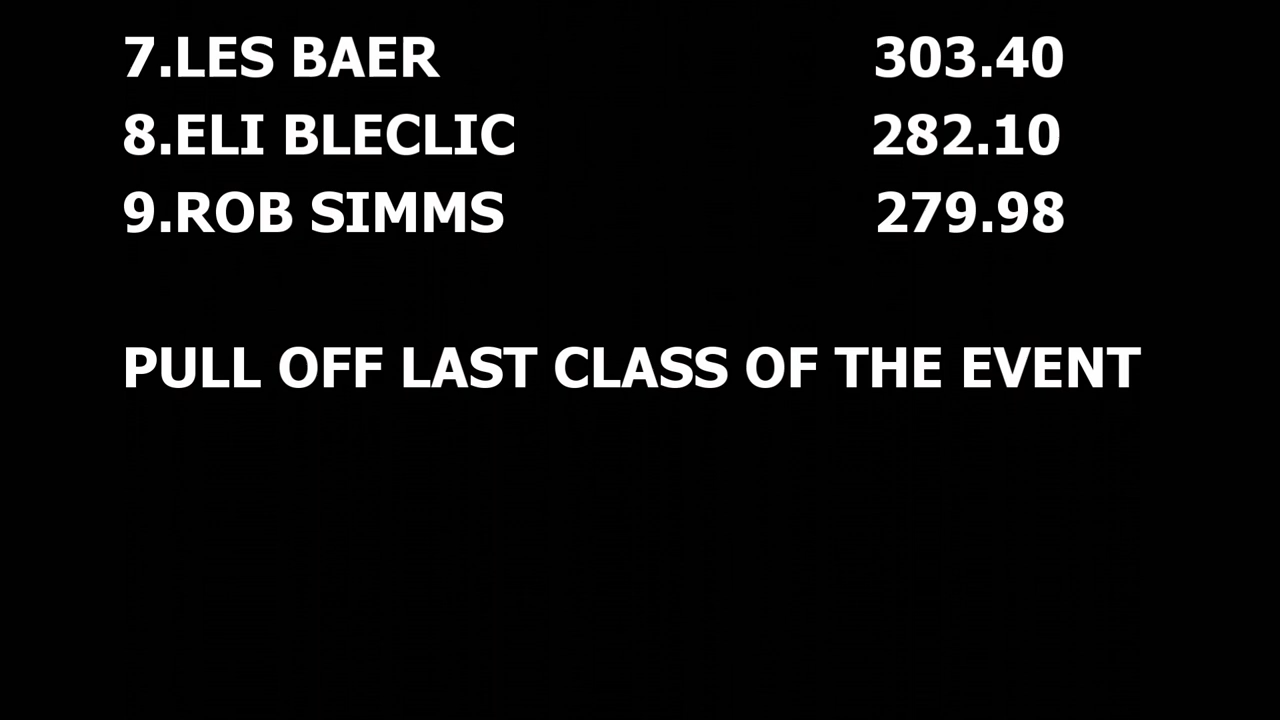 7.LES BAER 303.40
8.ELI BLECLIC 282.10
9.ROB SIMMS 279.98
PULL OFF LAST CLASS OF THE EVENT